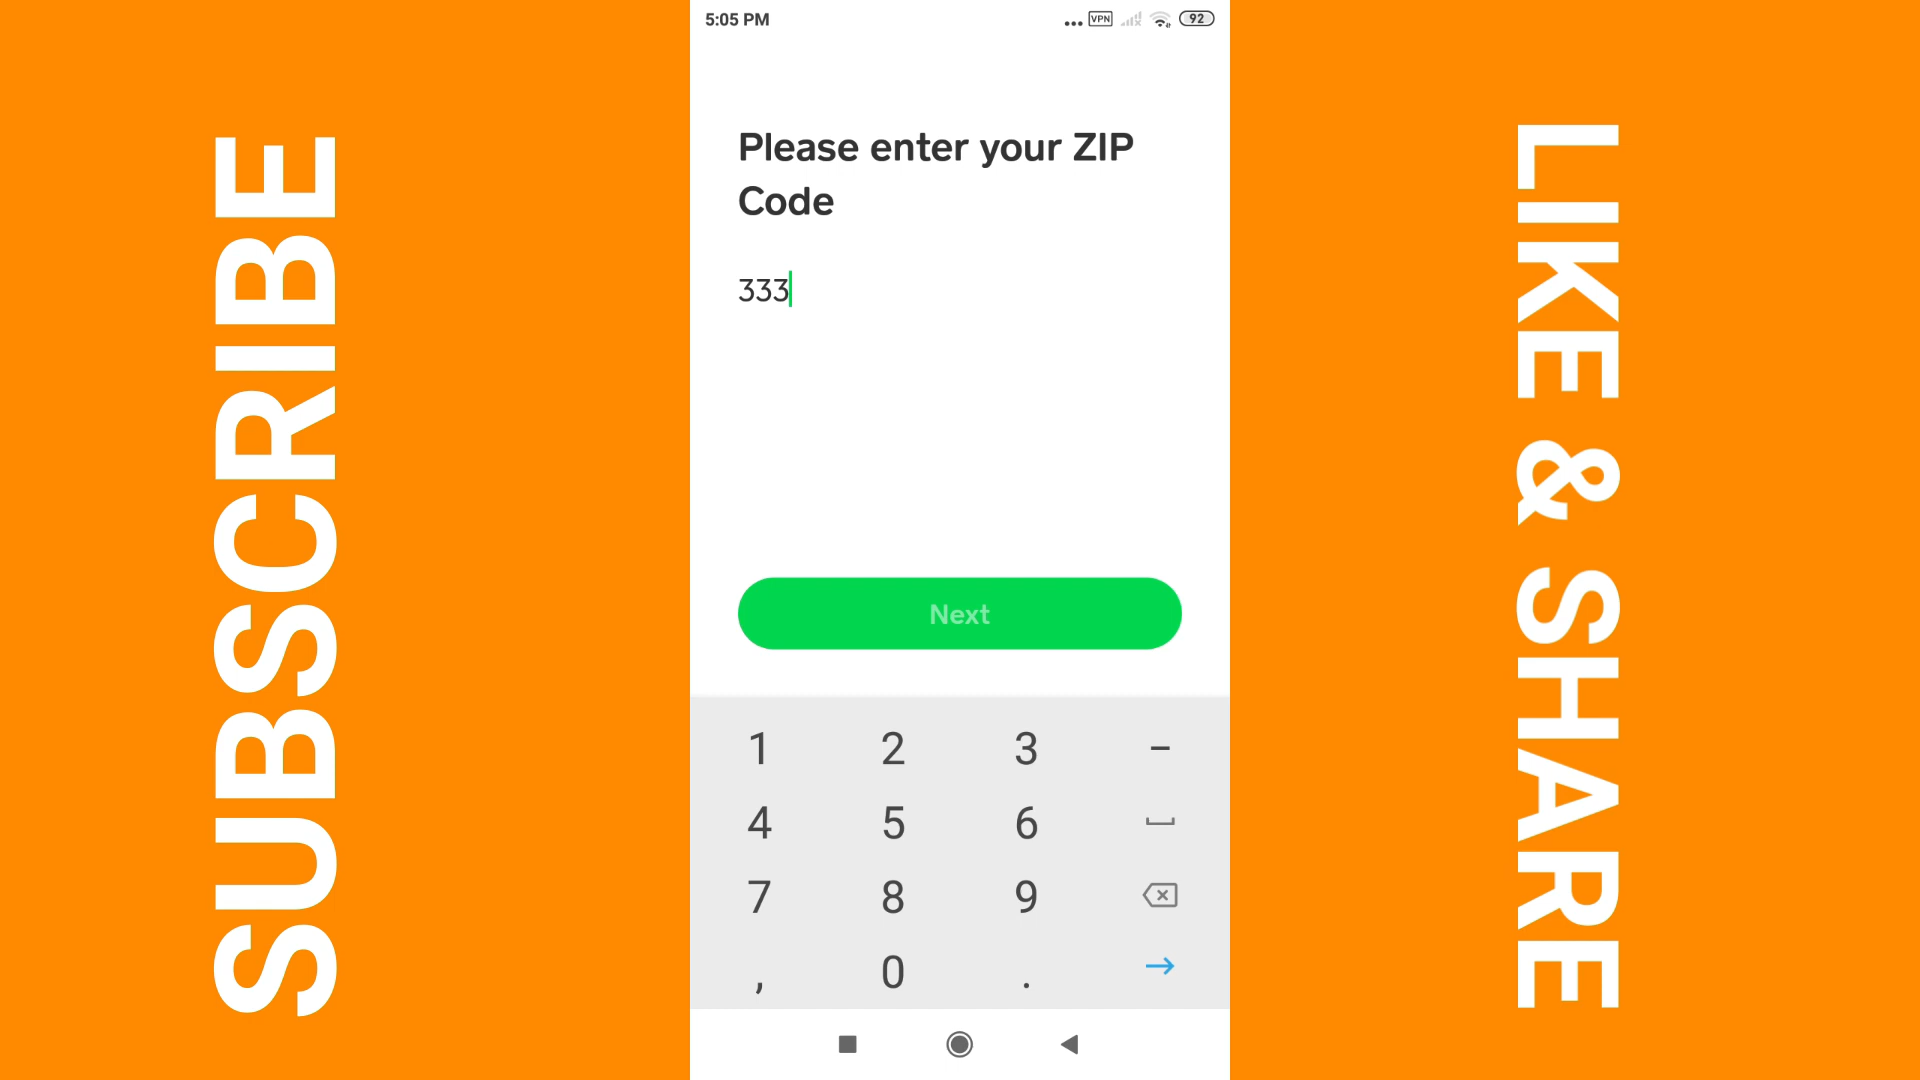 SUBSCRIBE
5:05 PM
... VPN 92
Please enter your ZIP
Code
333
Next
1 2 3 –
4 5 6
7 8 9
, 0 .
LIKE & SHARE